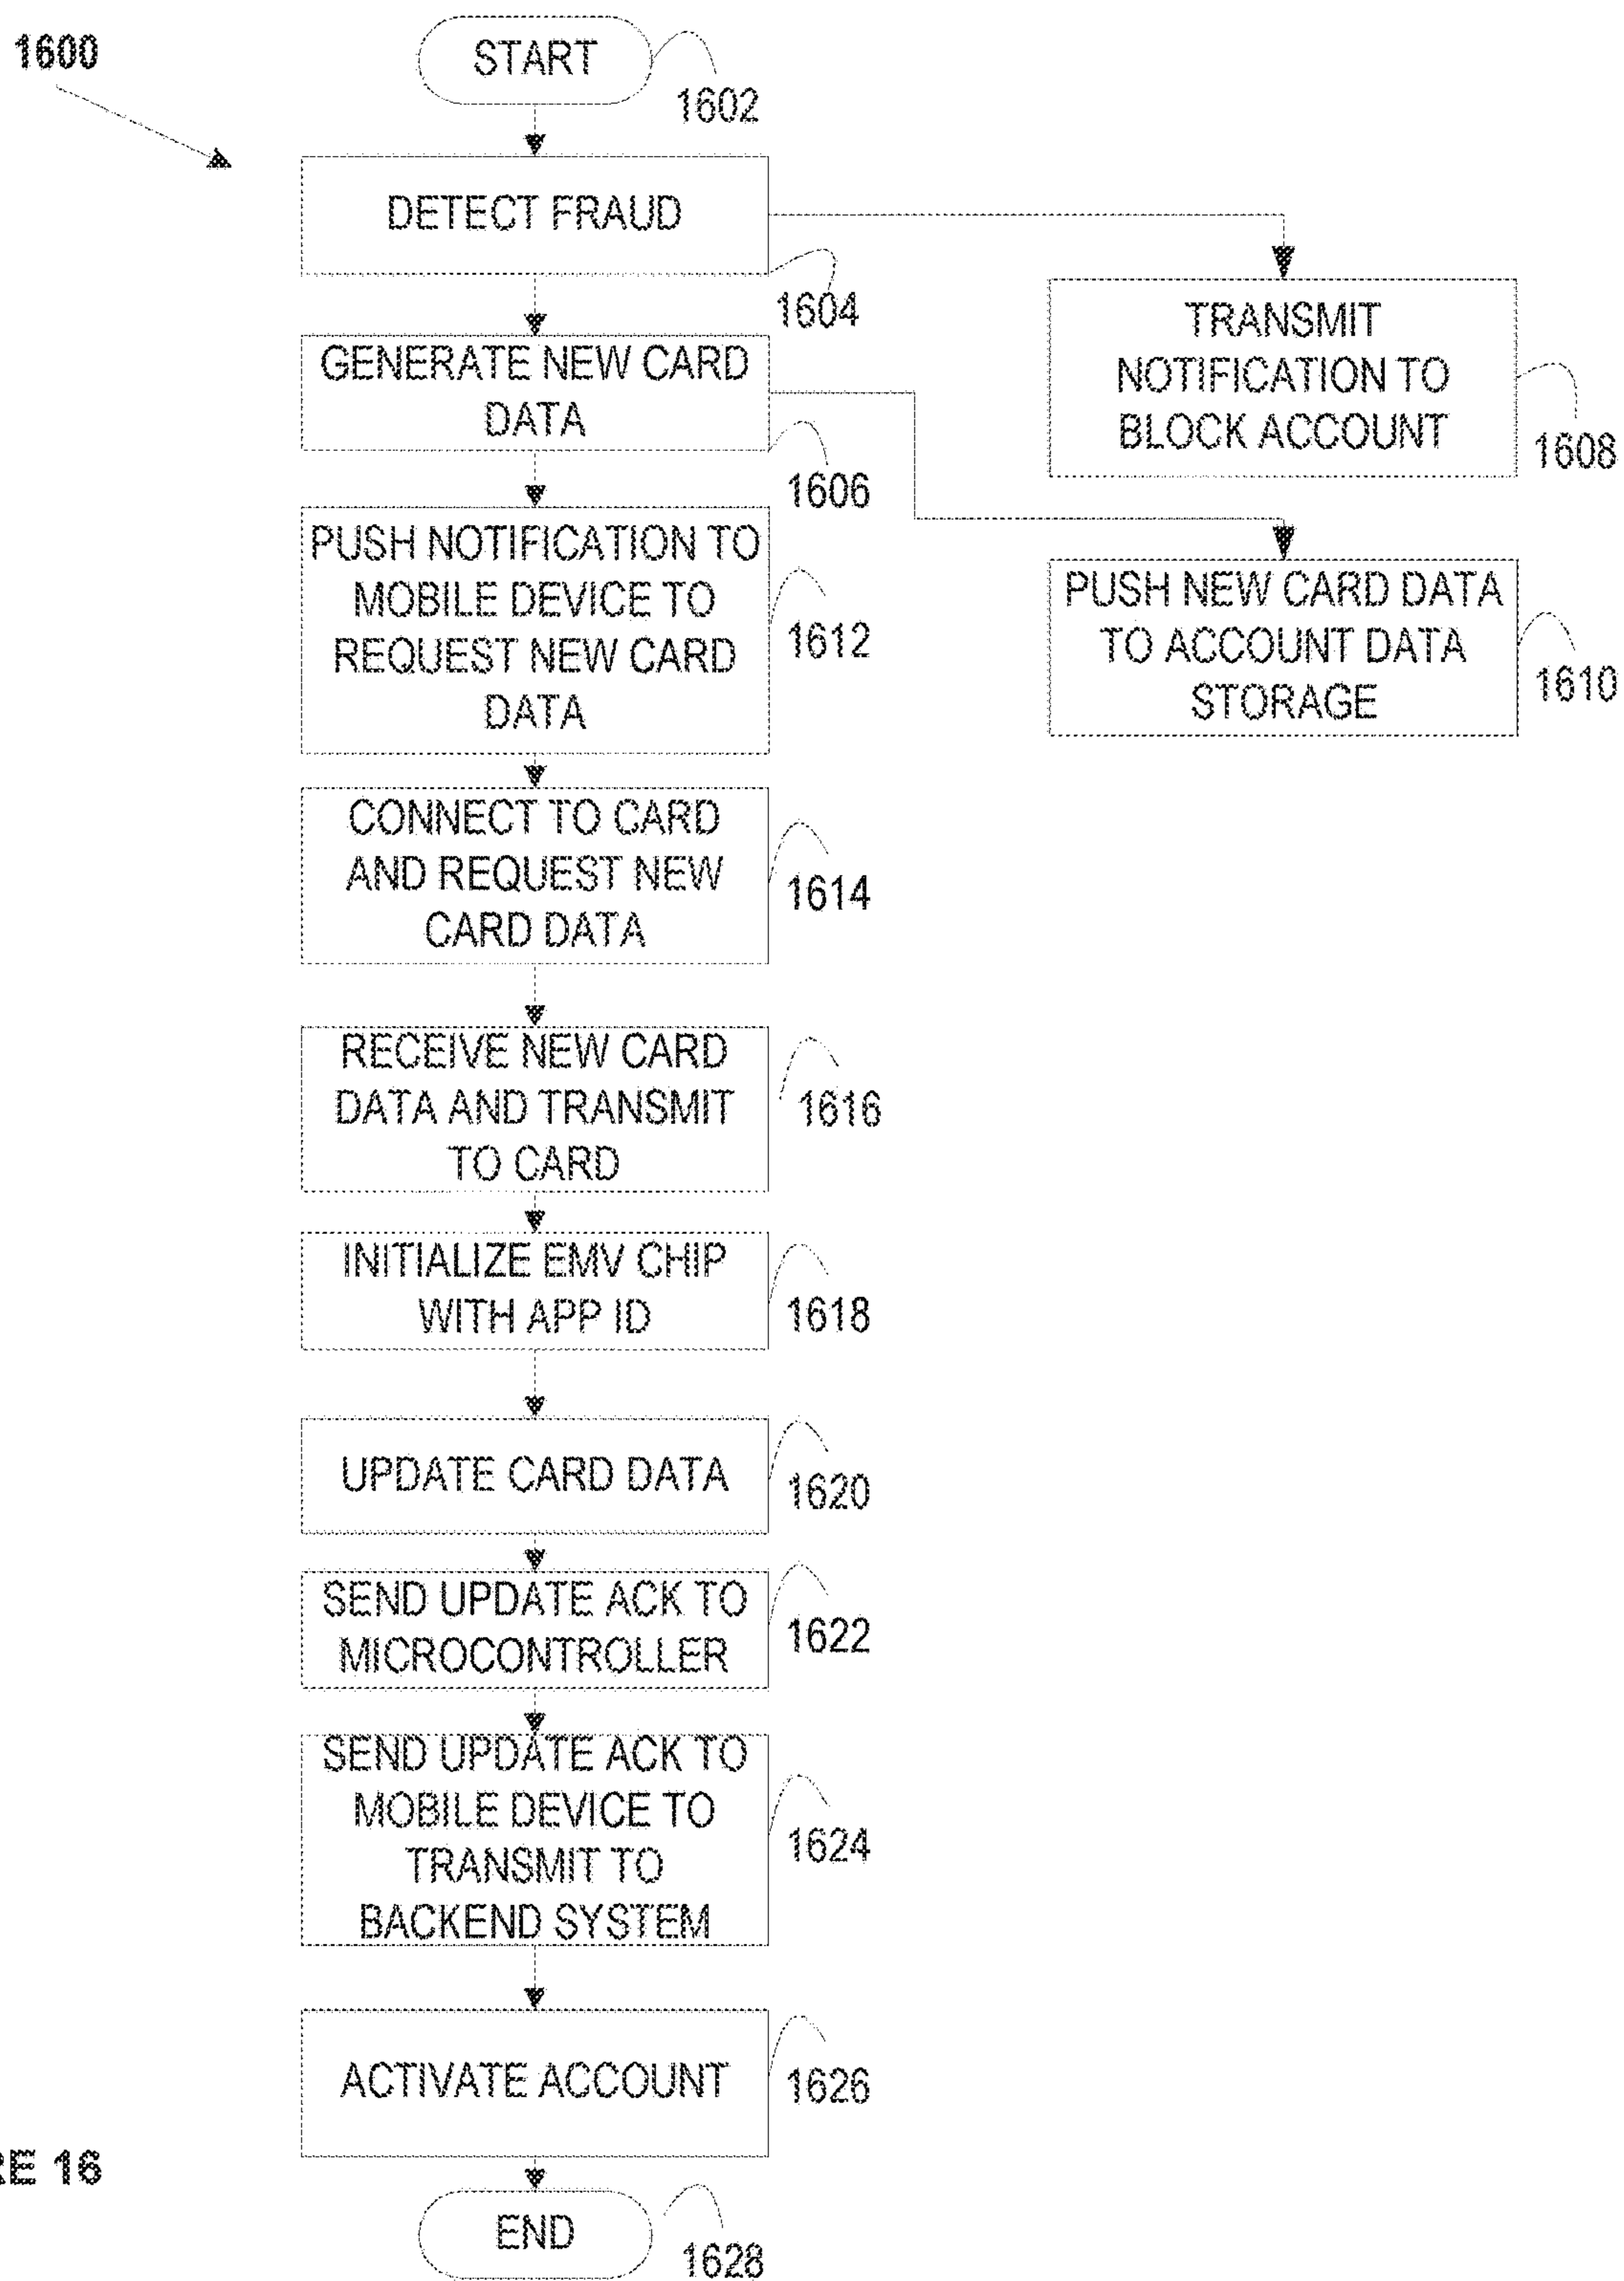 1600
START
1602
DETECT FRAUD
1604
TRANSMIT
NOTIFICATION TO
BLOCK ACCOUNT
1608
GENERATE NEW CARD
DATA
1606
PUSH NEW CARD DATA
TO ACCOUNT DATA
STORAGE
1610
PUSH NOTIFICATION TO
MOBILE DEVICE TO
REQUEST NEW CARD
DATA
1612
CONNECT TO CARD
AND REQUEST NEW
CARD DATA
1614
RECEIVE NEW CARD
DATA AND TRANSMIT
TO CARD
1616
INITIALIZE EMV CHIP
WITH APP ID
1618
UPDATE CARD DATA
1620
SEND UPDATE ACK TO
MICROCONTROLLER
1622
SEND UPDATE ACK TO
MOBILE DEVICE TO
TRANSMIT TO
BACKEND SYSTEM
1624
ACTIVATE ACCOUNT
1626
RE 16
END
1628